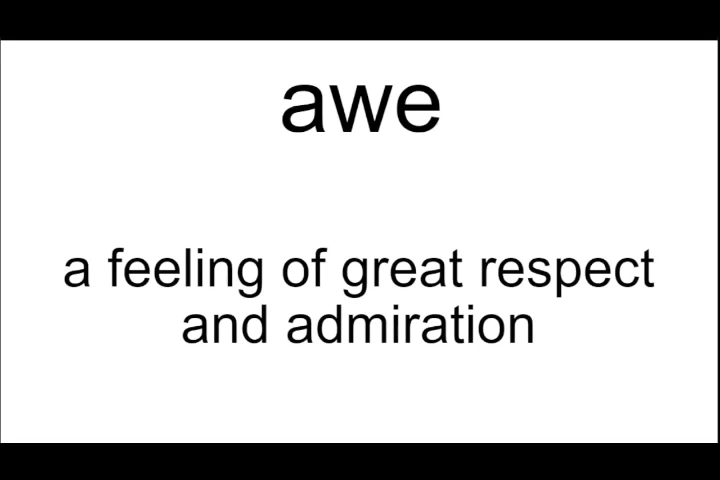 awe
a feeling of great respect
and admiration